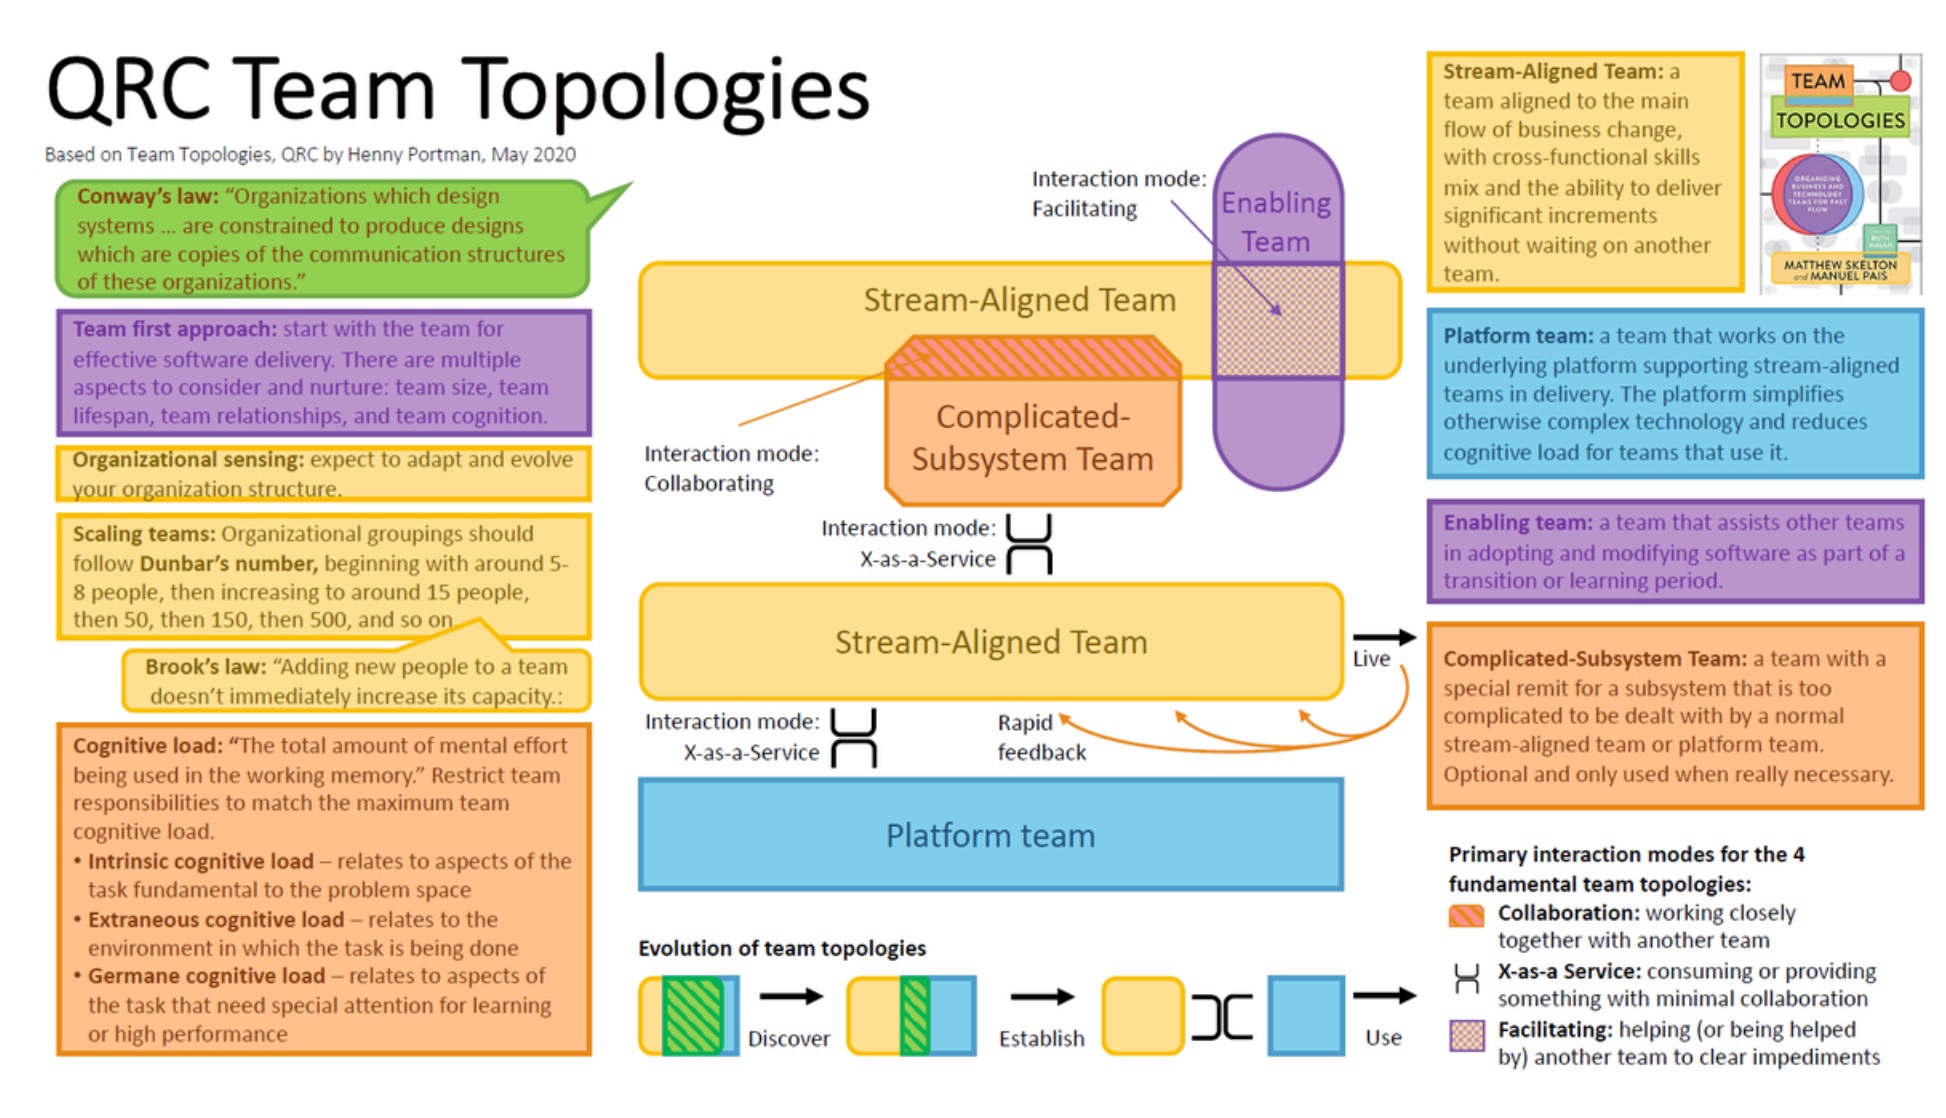 QRC Team Topologies
Based on Team Topologies, QRC by Henny Portman, May 2020
Conway's law: “Organizations which design
systems ... are constrained to produce designs
which are copies of the communication structures
of these organizations.”
Team first approach: start with the team for
effective software delivery. There are multiple
aspects to consider and nurture: team size, team
lifespan, team relationships, and team cognition.
Organizational sensing: expect to adapt and evolve
your organization structure.
Scaling teams: Organizational groupings should
follow Dunbar's number, beginning with around 5-
8 people, then increasing to around 15 people,
then 50, then 150, then 500, and so on.
Brook's law: “Adding new people to a team
doesn't immediately increase its capacity.:
Cognitive load: “The total amount of mental effort
being used in the working memory.” Restrict team
responsibilities to match the maximum team
cognitive load.
• Intrinsic cognitive load – relates to aspects of the
task fundamental to the problem space
• Extraneous cognitive load – relates to the
environment in which the task is being done
• Germane cognitive load – relates to aspects of
the task that need special attention for learning
or high performance
Interaction mode:
Facilitating
Enabling
Team
Stream-Aligned Team
Complicated-
Subsystem Team
Interaction mode:
Collaborating
Interaction mode:
X-as-a-Service
Stream-Aligned Team
Live
Interaction mode:
X-as-a-Service
Rapid
feedback
Platform team
Evolution of team topologies
Discover
Establish
Use
Stream-Aligned Team: a
team aligned to the main
flow of business change,
with cross-functional skills
mix and the ability to deliver
significant increments
without waiting on another
team.
TEAM
TOPOLOGIES
ORGANIZING
BUSINESS AND
TECHNOLOGY
TEAMS FOR FAST
FLOW
RUTH
MALAN
MATTHEW SKELTON
and MANUEL PAIS
Platform team: a team that works on the
underlying platform supporting stream-aligned
teams in delivery. The platform simplifies
otherwise complex technology and reduces
cognitive load for teams that use it.
Enabling team: a team that assists other teams
in adopting and modifying software as part of a
transition or learning period.
Complicated-Subsystem Team: a team with a
special remit for a subsystem that is too
complicated to be dealt with by a normal
stream-aligned team or platform team.
Optional and only used when really necessary.
Primary interaction modes for the 4
fundamental team topologies:
Collaboration: working closely
together with another team
X-as-a Service: consuming or providing
something with minimal collaboration
Facilitating: helping (or being helped
by) another team to clear impediments